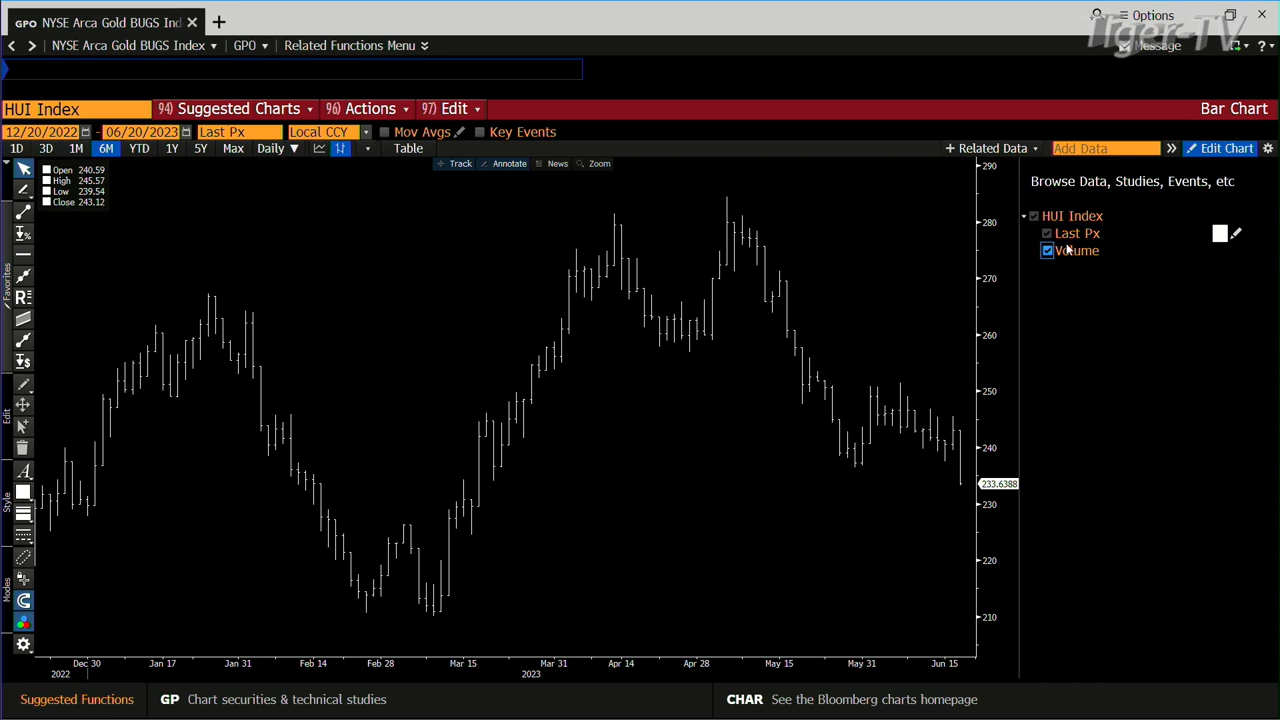 GPO NYSE Arca Gold BUGS Ind
Options
NYSE Arca Gold BUGS Index GPO Related Functions Menu
Message
Tiger-TV
HUI Index 94) Suggested Charts 96) Actions 97) Edit Bar Chart
12/20/2022 - 06/20/2023 Last Px Local CCY Mov Avgs Key Events
1D 3D 1M 6M YTD 1Y 5Y Max Daily ▼ Table + Related Data Add Data Edit Chart
Track Annotate News Zoom
Open 240.59
High 245.57
Low 239.54
Close 243.12
Browse Data, Studies, Events, etc
HUI Index
Last Px
Volume
Favorites
Edit
Style
Modes
290
280
270
260
250
240
233.6388
230
220
210
Dec 30 Jan 17 Jan 31 Feb 14 Feb 28 Mar 15 Mar 31 Apr 14 Apr 28 May 15 May 31 Jun 15
2022 2023
Suggested Functions GP Chart securities & technical studies CHAR See the Bloomberg charts homepage